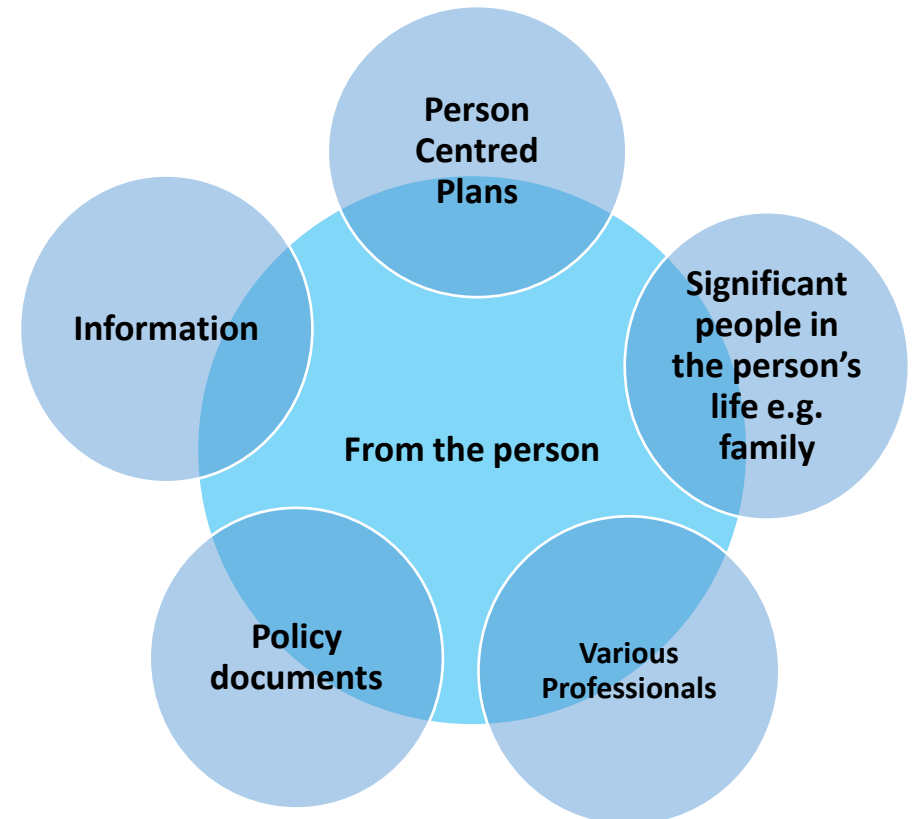 Person
Centred
Plans
Significant
people in
the person's
life e.g.
family
Information
From the person
Policy
documents
Various
Professionals